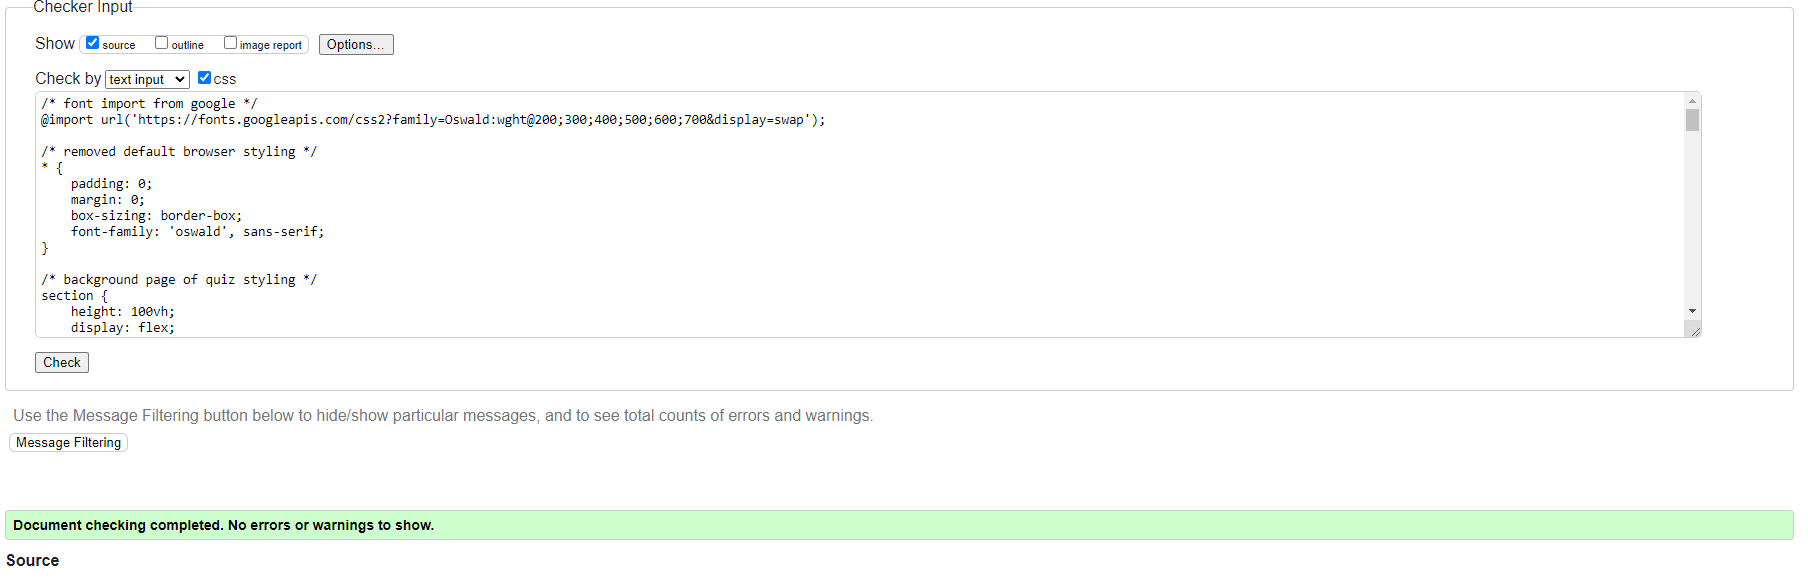 Checker Input
Show source outline image report Options...
Check by text input css
/* font import from google */
@import url('https://fonts.googleapis.com/css2?family=Oswald:wght@200;300;400;500;600;700&display=swap');
/* removed default browser styling */
* {
padding: 0;
margin: 0;
box-sizing: border-box;
font-family: 'oswald', sans-serif;
}
/* background page of quiz styling */
section {
height: 100vh;
display: flex;
Check
Use the Message Filtering button below to hide/show particular messages, and to see total counts of errors and warnings.
Message Filtering
Document checking completed. No errors or warnings to show.
Source